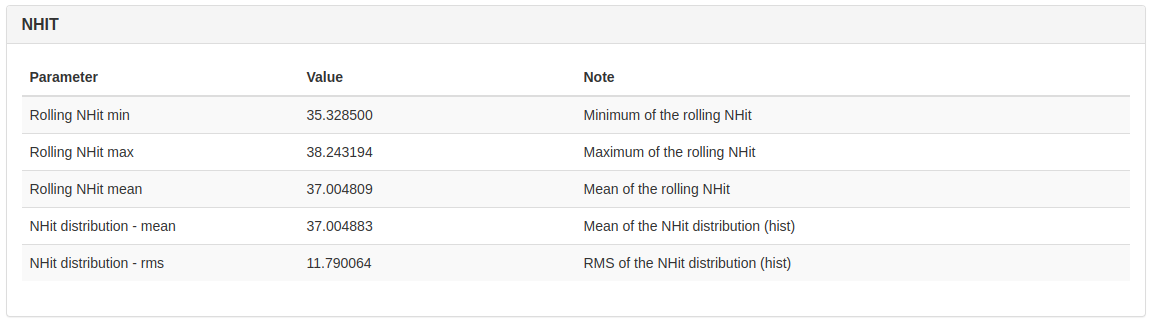 NHIT
Parameter Value Note
Rolling NHit min 35.328500 Minimum of the rolling NHit
Rolling NHit max 38.243194 Maximum of the rolling NHit
Rolling NHit mean 37.004809 Mean of the rolling NHit
NHit distribution - mean 37.004883 Mean of the NHit distribution (hist)
NHit distribution - rms 11.790064 RMS of the NHit distribution (hist)